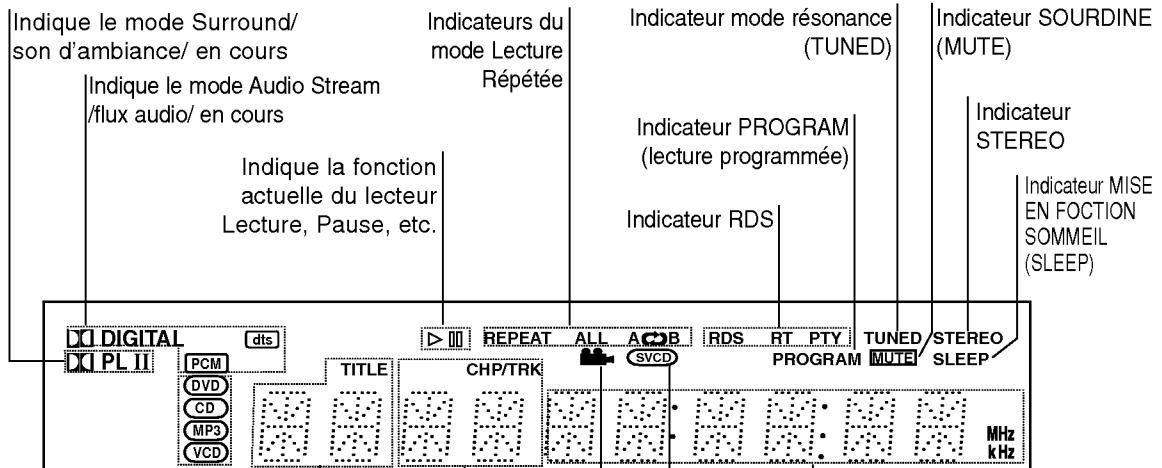 Indique le mode Surround/
son d'ambiance/ en cours
Indique le mode Audio Stream
/flux audio/ en cours
Indique la fonction
actuelle du lecteur
Lecture, Pause, etc.
Indicateurs du
mode Lecture
Répétée
Indicateur mode résonance
(TUNED)
Indicateur PROGRAM
(lecture programmée)
Indicateur RDS
Indicateur SOURDINE
(MUTE)
Indicateur
STEREO
Indicateur MISE
EN FOCTION
SOMMEIL
(SLEEP)
DIGITAL dts REPEAT ALL A B RDS RT PTY TUNED STEREO
PL II PCM TITLE CHP/TRK SVCD PROGRAM MUTE SLEEP
DVD
CD
MP3
VCD
MHz
kHz